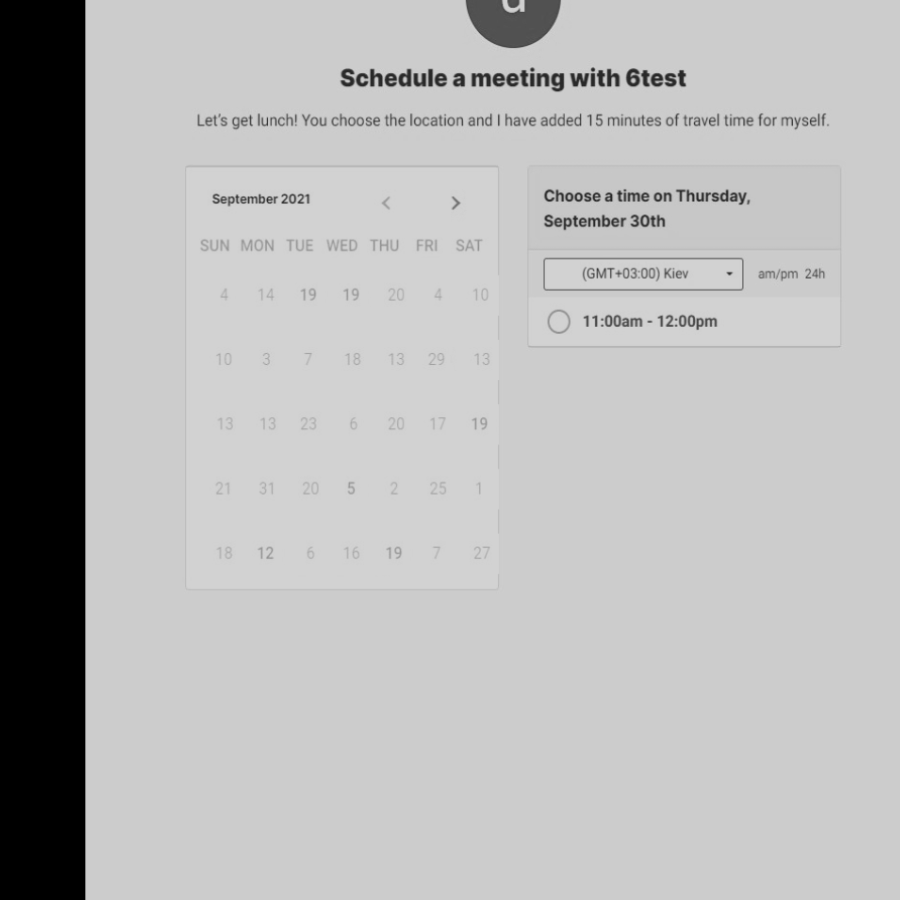 d
Schedule a meeting with 6test
Let's get lunch! You choose the location and I have added 15 minutes of travel time for myself.
September 2021
SUN MON TUE WED THU FRI SAT
4 14 19 19 20 4 10
10 3 7 18 13 29 13
13 13 23 6 20 17 19
21 31 20 5 2 25 1
18 12 6 16 19 7 27
Choose a time on Thursday,
September 30th
(GMT+03:00) Kiev am/pm 24h
11:00am - 12:00pm